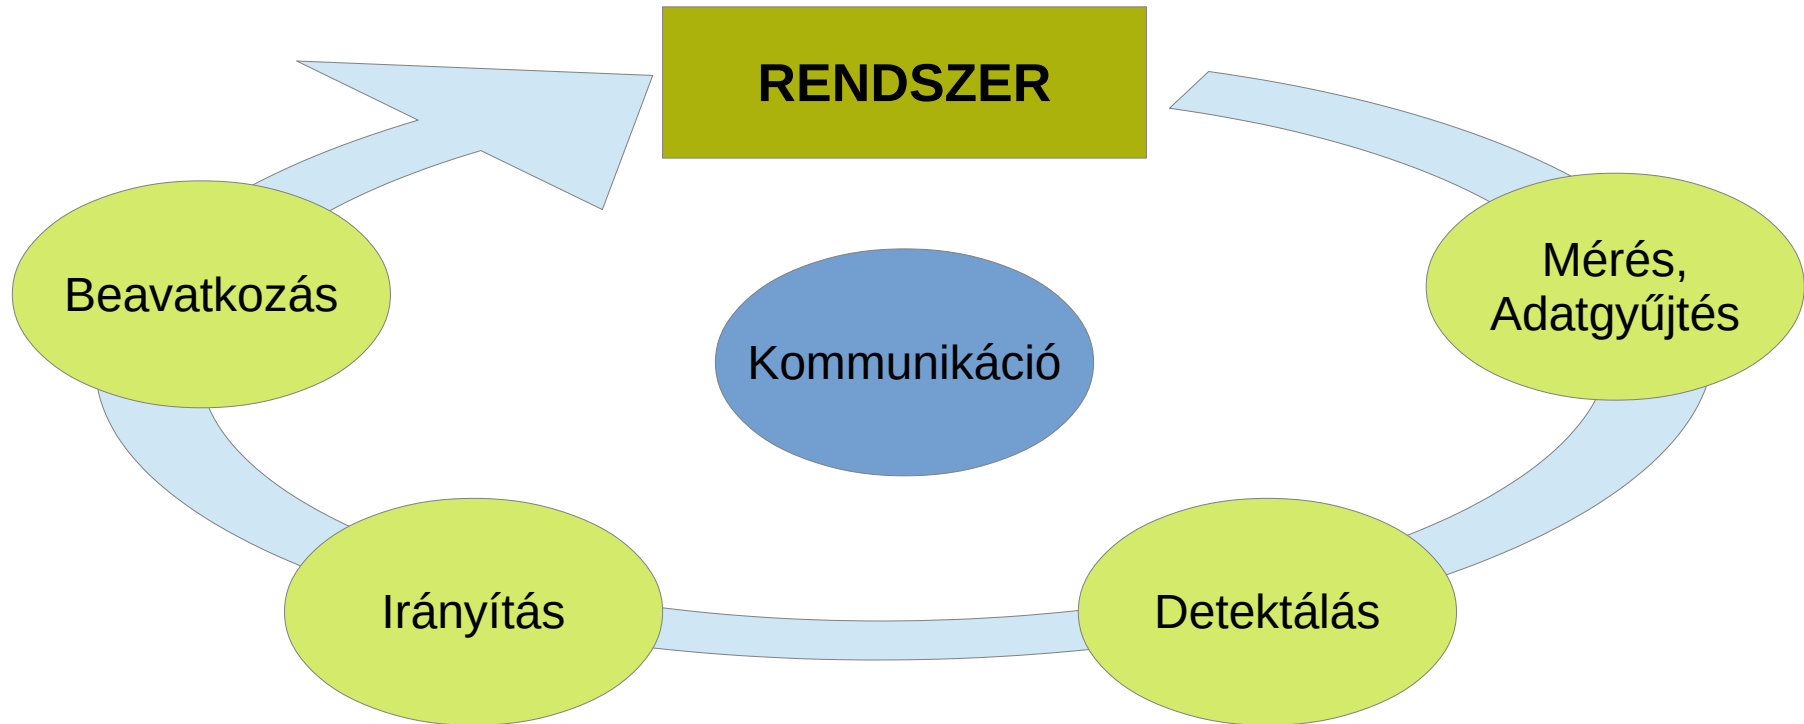 RENDSZER
Mérés,
Adatgyűjtés
Beavatkozás
Kommunikáció
Irányítás
Detektálás